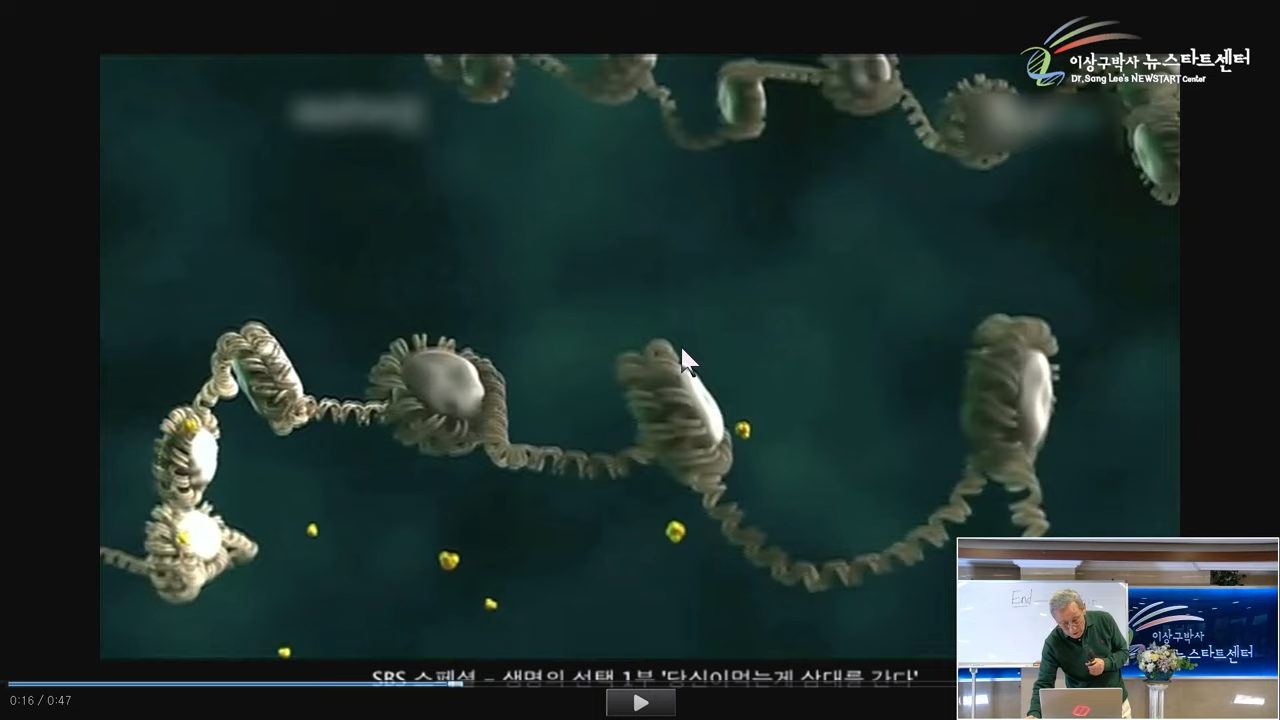 이상구박사 뉴스타트센터
Dr. Sang Lee's NEWSTART Center
SBS 스페셜 - 생명의 선택 1부 '당신이먹는게 삼대를 간다'
0:16 / 0:47
End
이상구박사
뉴스타트센터